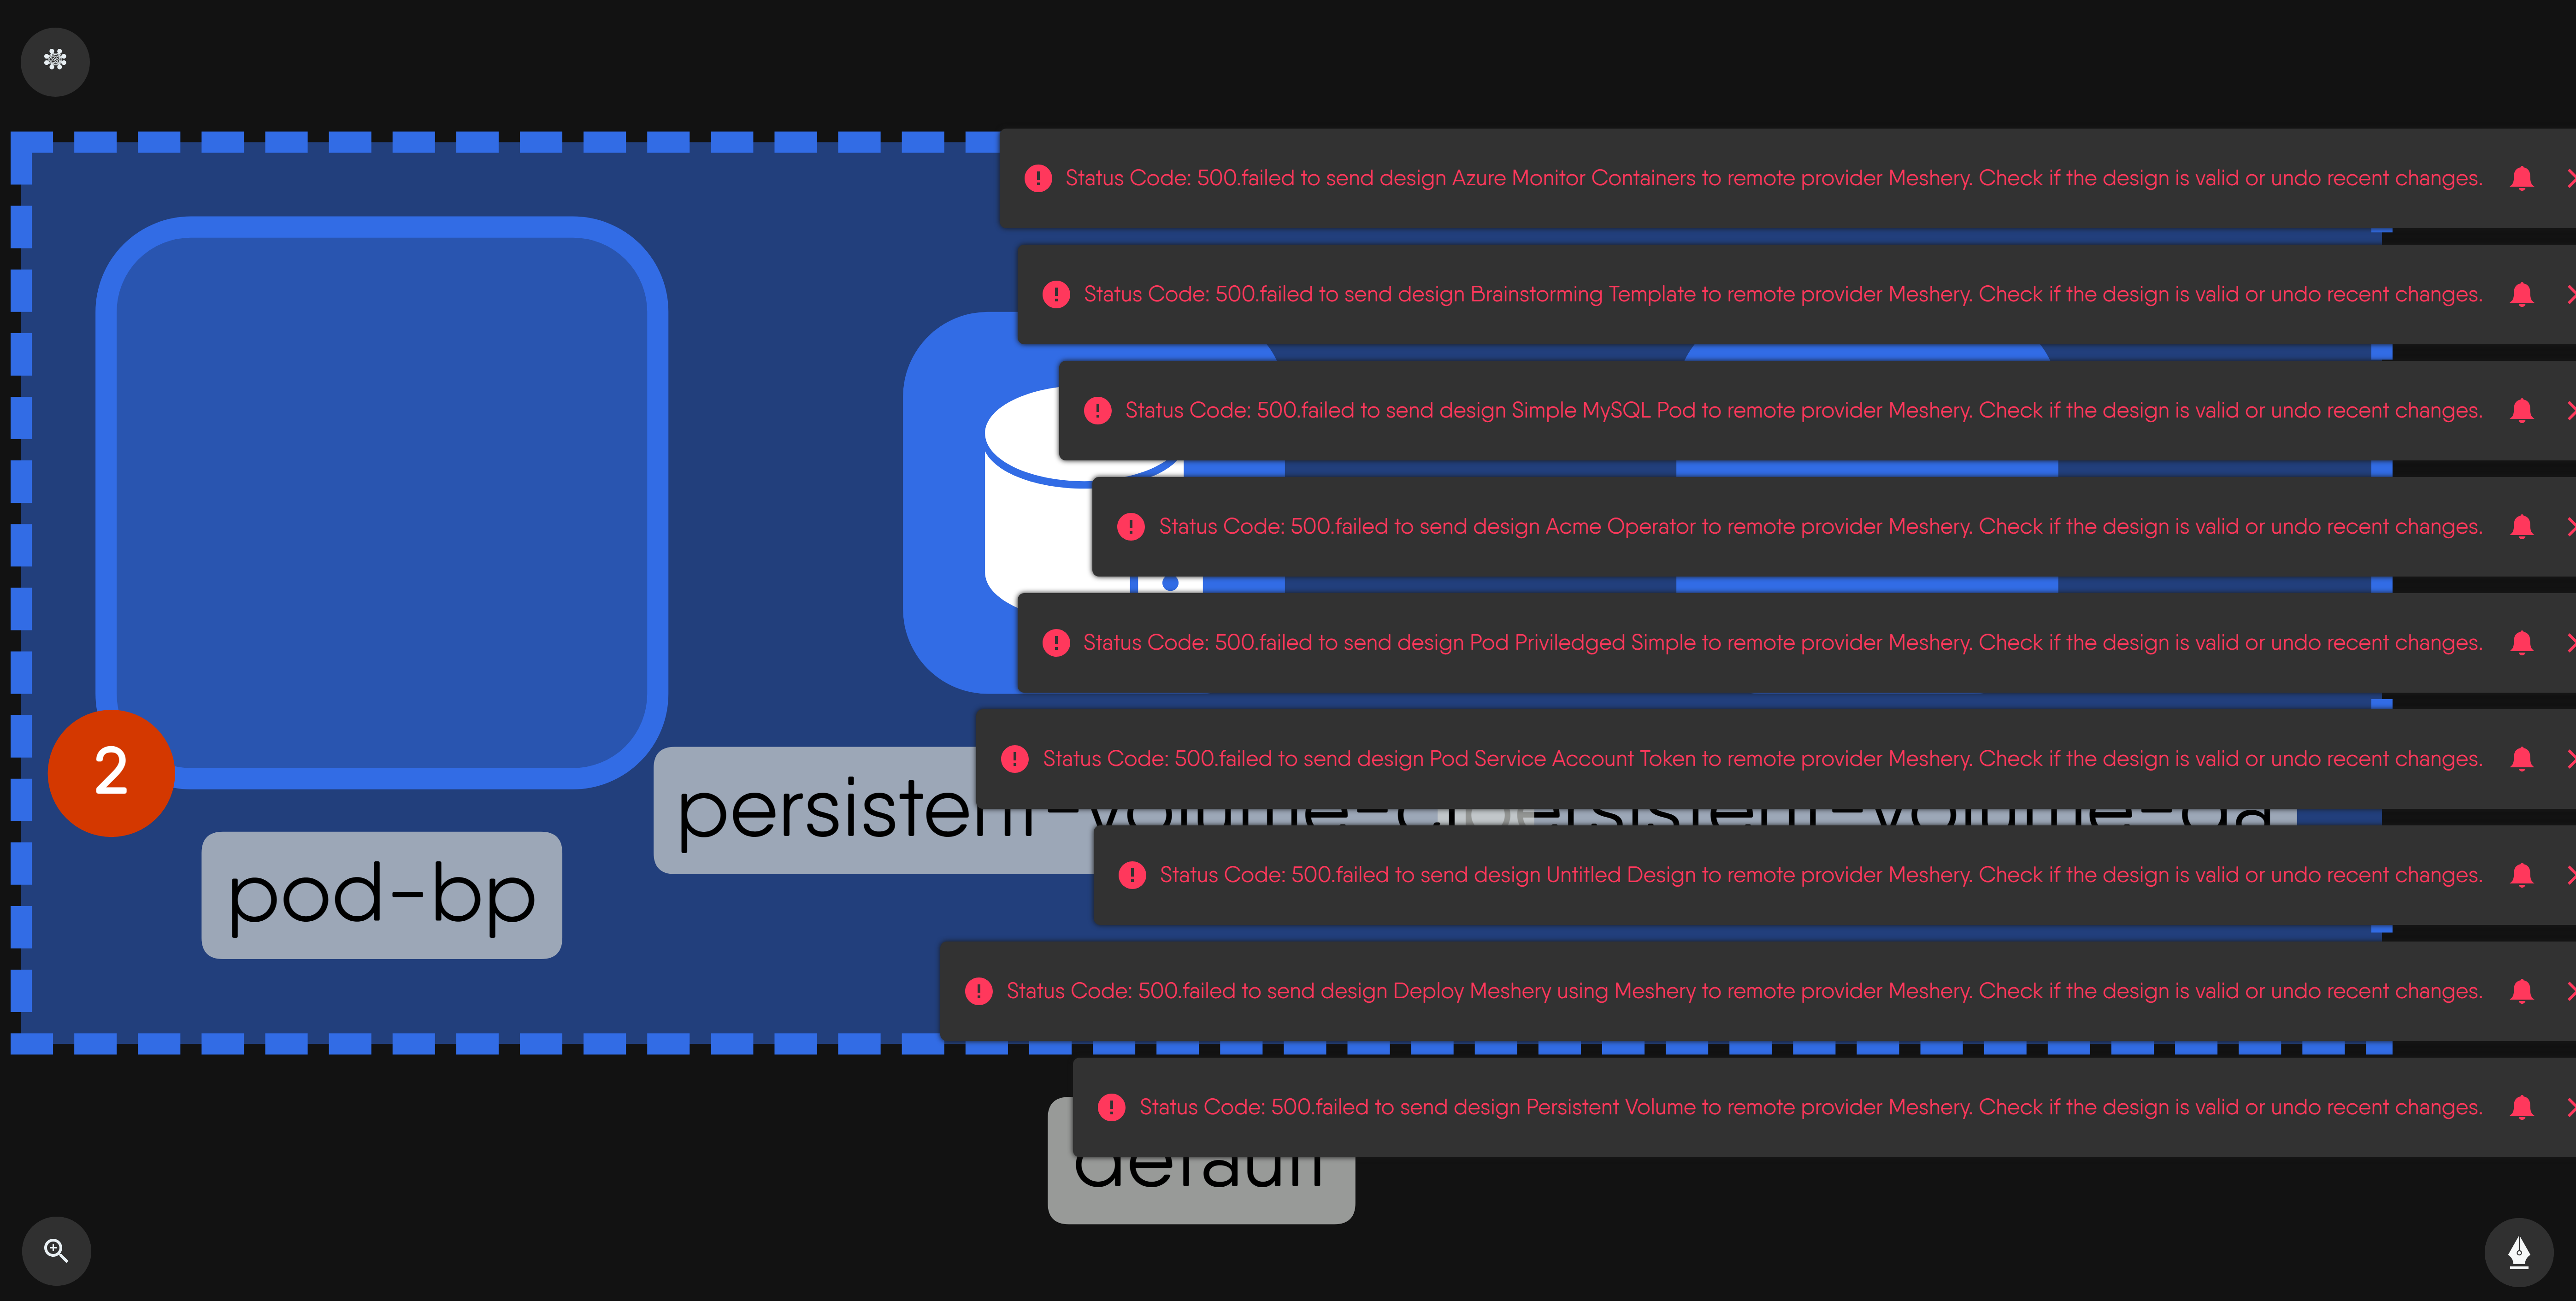 Status Code: 500.failed to send design Azure Monitor Containers to remote provider Meshery. Check if the design is valid or undo recent changes.
Status Code: 500.failed to send design Brainstorming Template to remote provider Meshery. Check if the design is valid or undo recent changes.
Status Code: 500.failed to send design Simple MySQL Pod to remote provider Meshery. Check if the design is valid or undo recent changes.
Status Code: 500.failed to send design Acme Operator to remote provider Meshery. Check if the design is valid or undo recent changes.
Status Code: 500.failed to send design Pod Priviledged Simple to remote provider Meshery. Check if the design is valid or undo recent changes.
Status Code: 500.failed to send design Pod Service Account Token to remote provider Meshery. Check if the design is valid or undo recent changes.
2
persistent-volume-
persistent-volume-
Status Code: 500.failed to send design Untitled Design to remote provider Meshery. Check if the design is valid or undo recent changes.
pod-bp
Status Code: 500.failed to send design Deploy Meshery using Meshery to remote provider Meshery. Check if the design is valid or undo recent changes.
Status Code: 500.failed to send design Persistent Volume to remote provider Meshery. Check if the design is valid or undo recent changes.
default